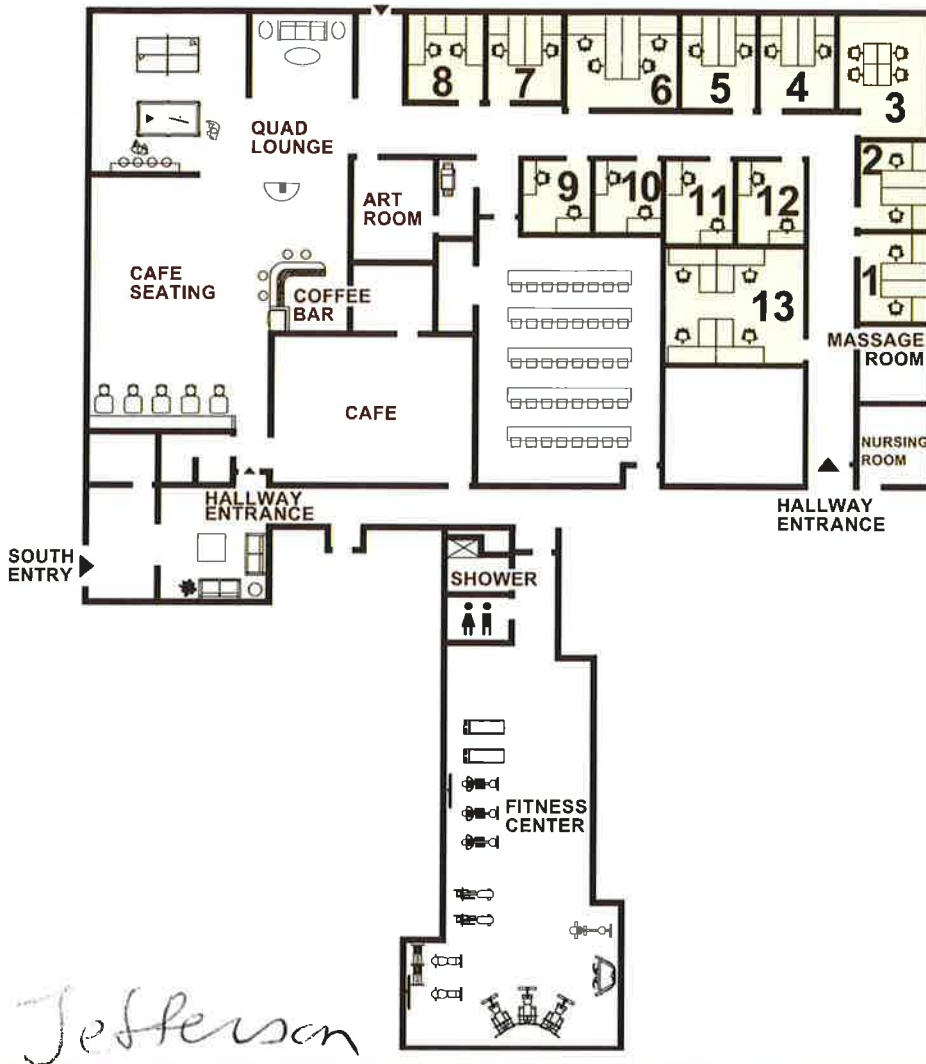 8
7
6
5
4
3
QUAD
LOUNGE
2
ART
ROOM
9
10
11
12
CAFE
SEATING
COFFEE
BAR
13
1
MASSAGE
ROOM
CAFE
NURSING
ROOM
HALLWAY
ENTRANCE
HALLWAY
ENTRANCE
SOUTH
ENTRY
SHOWER
FITNESS
CENTER
Jefferson